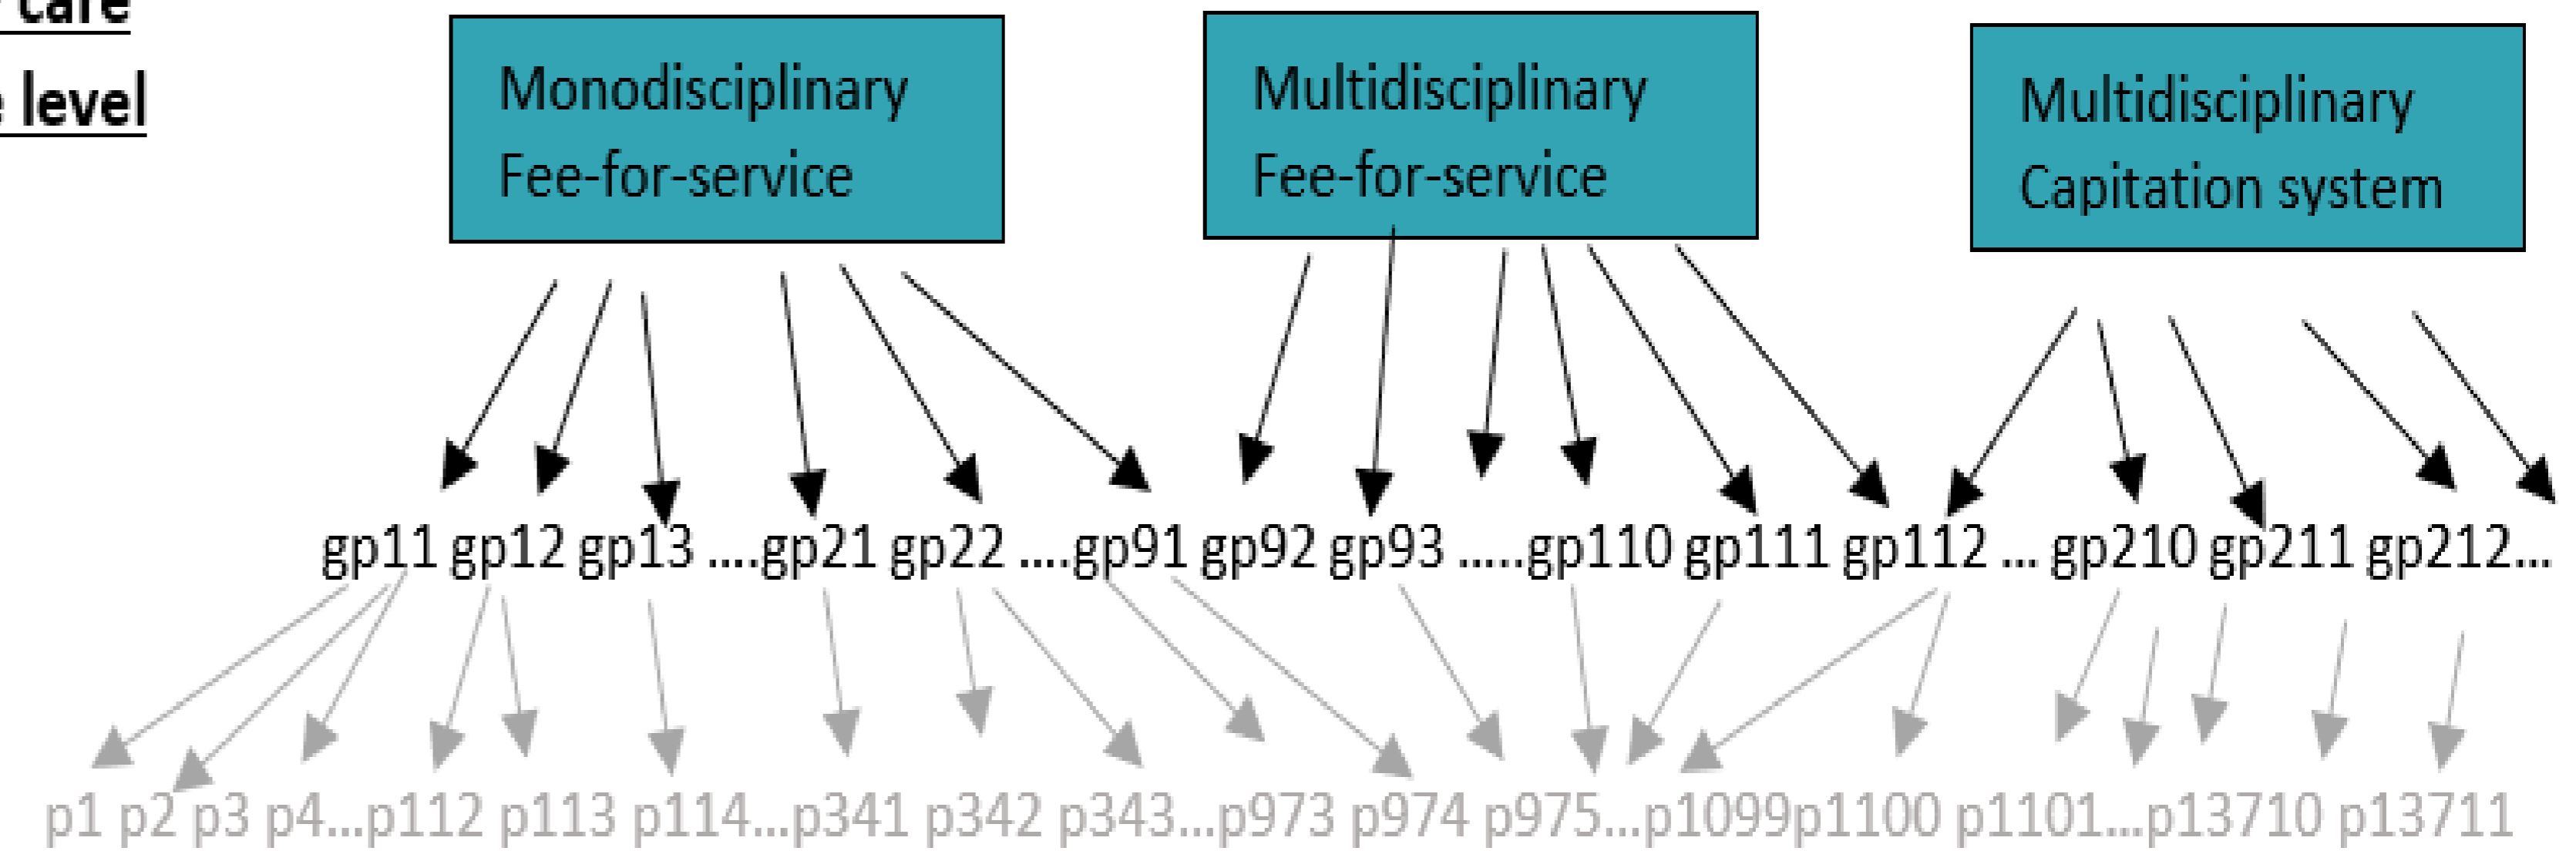 care
level
Monodisciplinary
Fee-for-service
Multidisciplinary
Fee-for-service
Multidisciplinary
Capitation system
gp11 gp12 gp13 ....gp21 gp22 ....gp91 gp92 gp93 .....gp110 gp111 gp112 ... gp210 gp211 gp212...
p1 p2 p3 p4...p112 p113 p114...p341 p342 p343...p973 p974 p975...p1099p1100 p1101...p13710 p13711